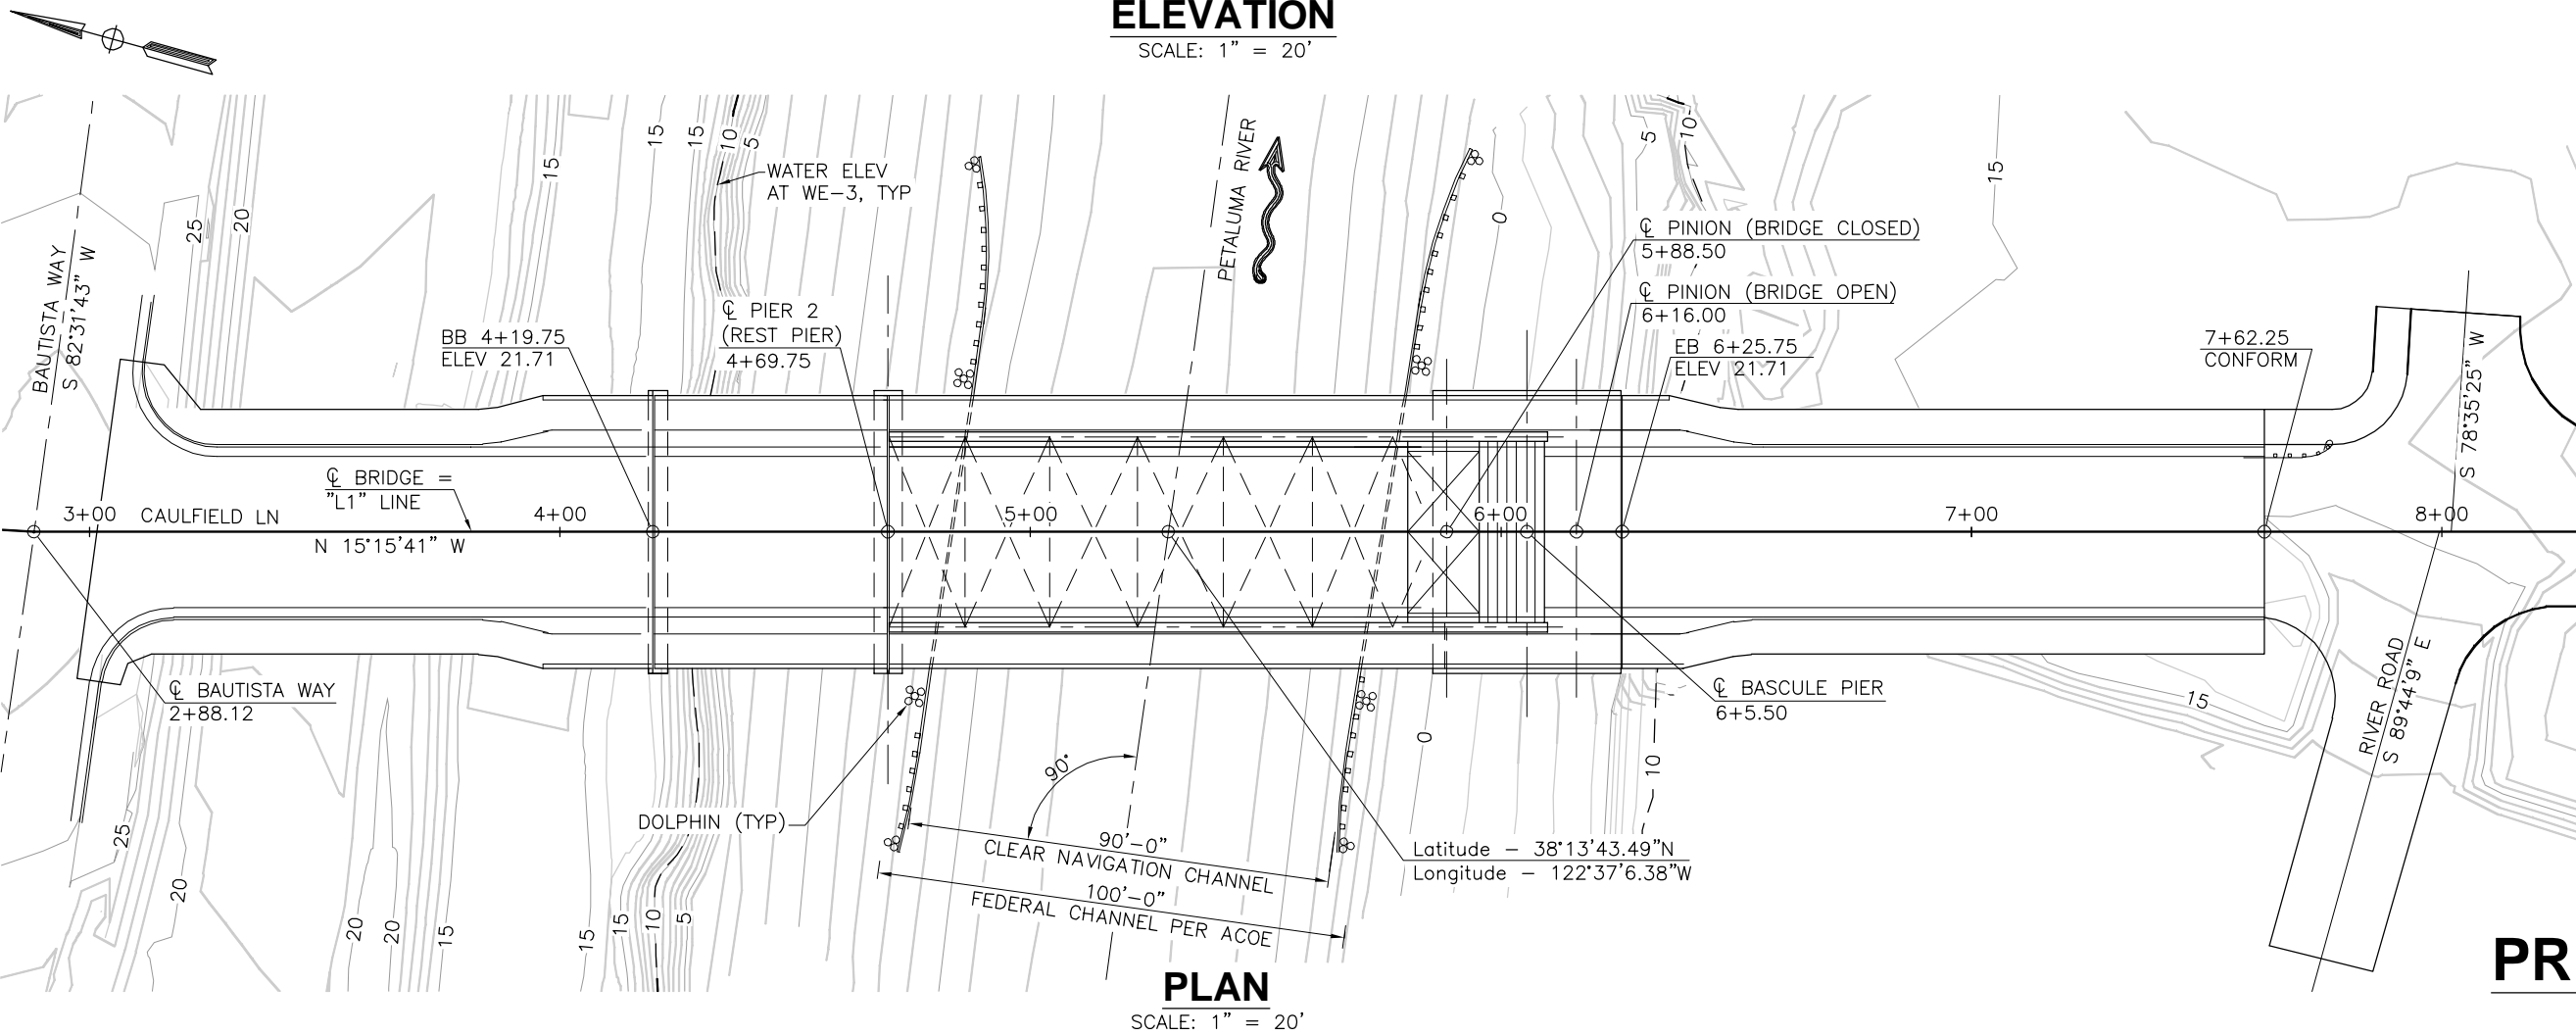 ELEVATION
SCALE: 1" = 20'
15
15
15
10
5
5
10
15
WATER ELEV
AT WE-3, TYP
PETALUMA RIVER
25
20
0
BAUTISTA WAY
S 82°31'43" W
℄ PINION (BRIDGE CLOSED)
5+88.50
℄ PINION (BRIDGE OPEN)
6+16.00
℄ PIER 2
(REST PIER)
4+69.75
BB 4+19.75
ELEV 21.71
EB 6+25.75
ELEV 21.71
7+62.25
CONFORM
S 78°35'25" W
℄ BRIDGE =
"L1" LINE
3+00
CAULFIELD LN
4+00
5+00
6+00
7+00
8+00
N 15°15'41" W
℄ BAUTISTA WAY
2+88.12
℄ BASCULE PIER
6+5.50
15
RIVER ROAD
S 89°44'9" E
0
10
90°
DOLPHIN (TYP)
90'-0"
CLEAR NAVIGATION CHANNEL
100'-0"
FEDERAL CHANNEL PER ACOE
Latitude - 38°13'43.49"N
Longitude - 122°37'6.38"W
25
20
20
20
15
15
15
10
5
PLAN
SCALE: 1" = 20'
PR